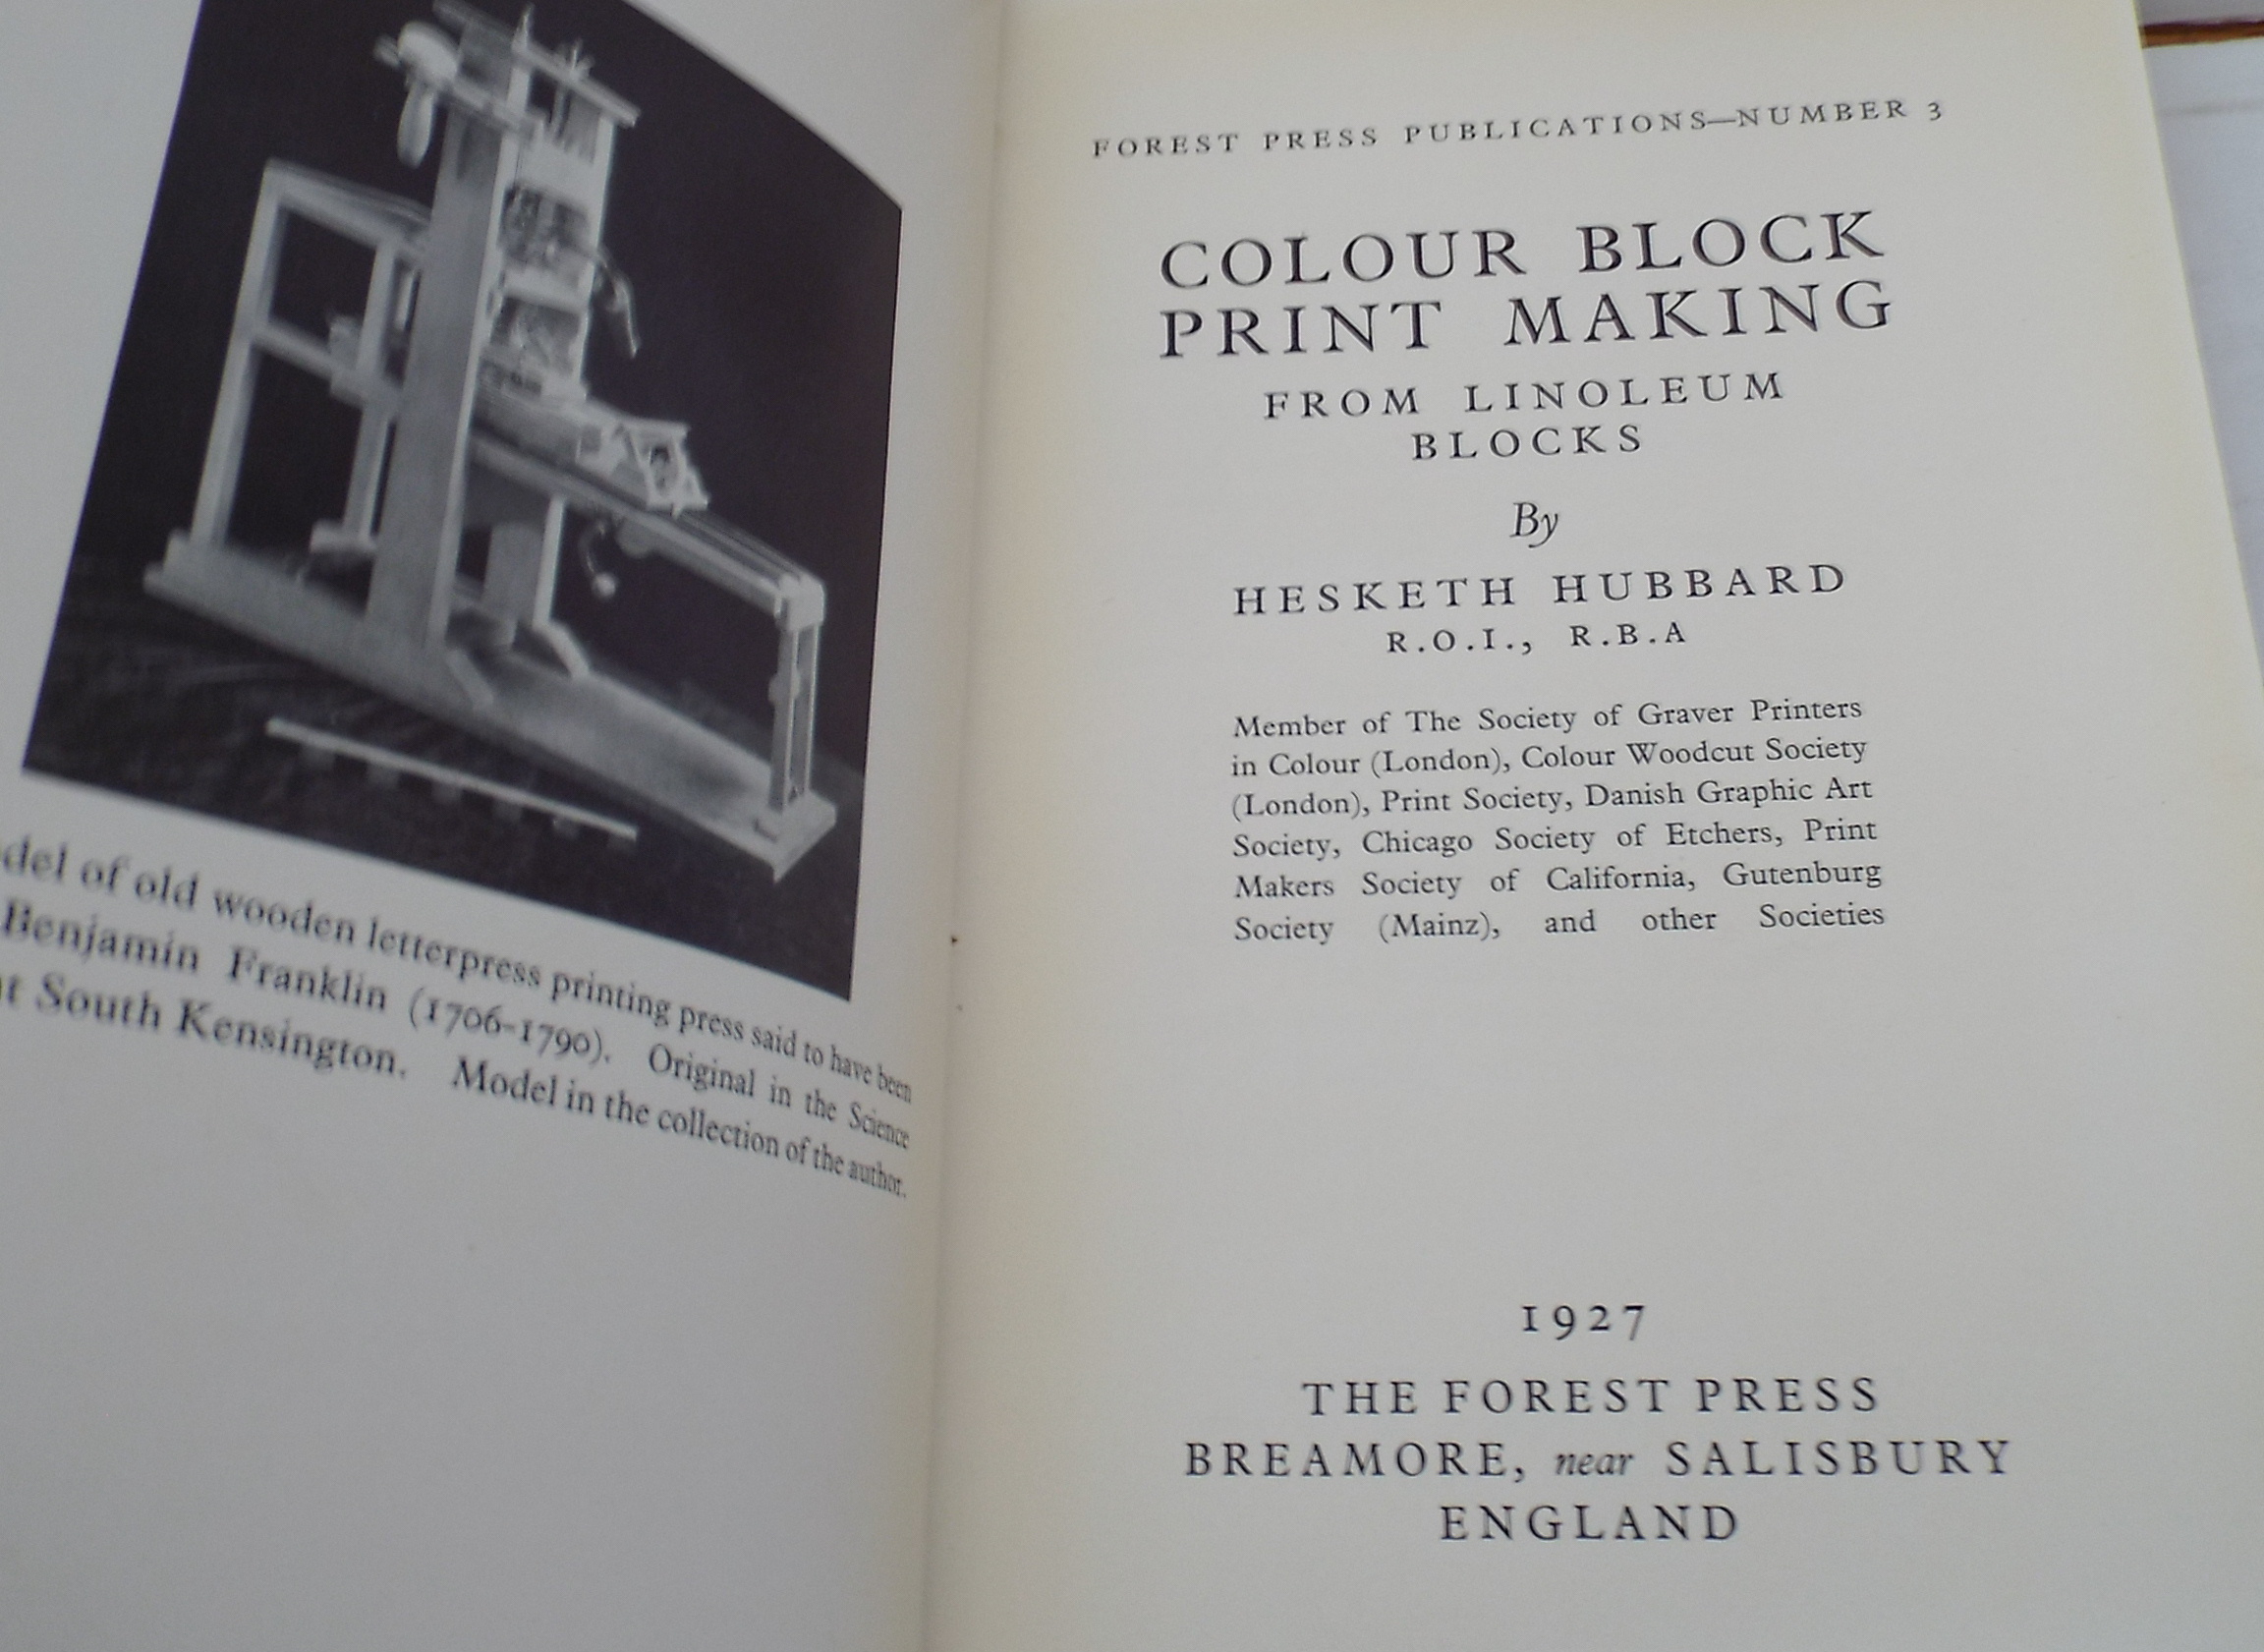 of old wooden letterpress printing press said to have been
Benjamin Franklin (1706-1790). Original in the Science
South Kensington. Model in the collection of the author.
FOREST PRESS PUBLICATIONS—NUMBER 3
COLOUR BLOCK
PRINT MAKING
FROM LINOLEUM
BLOCKS
By
HESKETH HUBBARD
R.O.I., R.B.A
Member of The Society of Graver Printers
in Colour (London), Colour Woodcut Society
(London), Print Society, Danish Graphic Art
Society, Chicago Society of Etchers, Print
Makers Society of California, Gutenburg
Society (Mainz), and other Societies
1927
THE FOREST PRESS
BREAMORE, near SALISBURY
ENGLAND